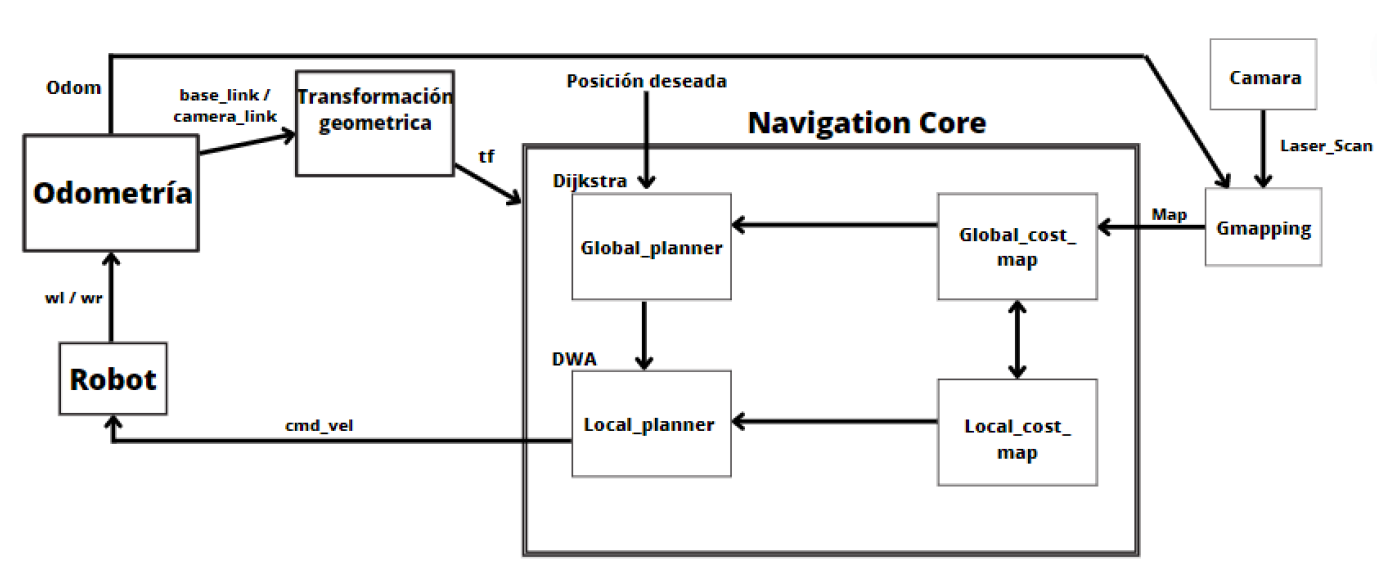 Odom
base_link /
camera_link
Transformación
geometrica
Posición deseada
Camara
Navigation Core
Laser_Scan
tf
Odometría
Dijkstra
Global_planner
Global_cost_
map
Map
Gmapping
wl / wr
Robot
DWA
Local_planner
Local_cost_
map
cmd_vel